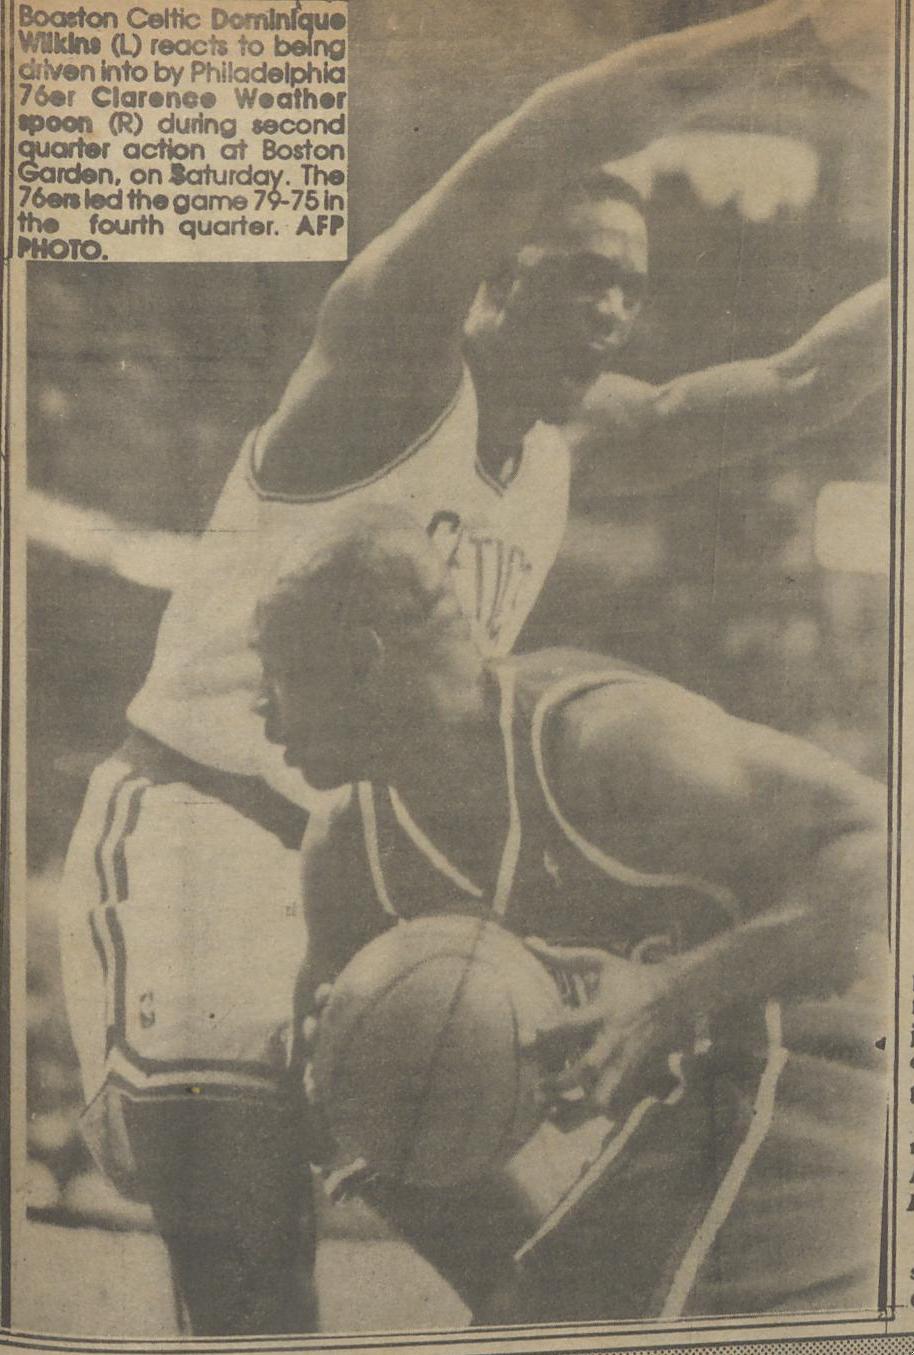 Boaston Celtic Dominique
Wilkins (L) reacts to being
driven into by Philadelphia
76er Clarence Weather
spoon (R) during second
quarter action at Boston
Garden, on Saturday. The
76ers led the game 79-75 in
the fourth quarter. AFP
PHOTO.